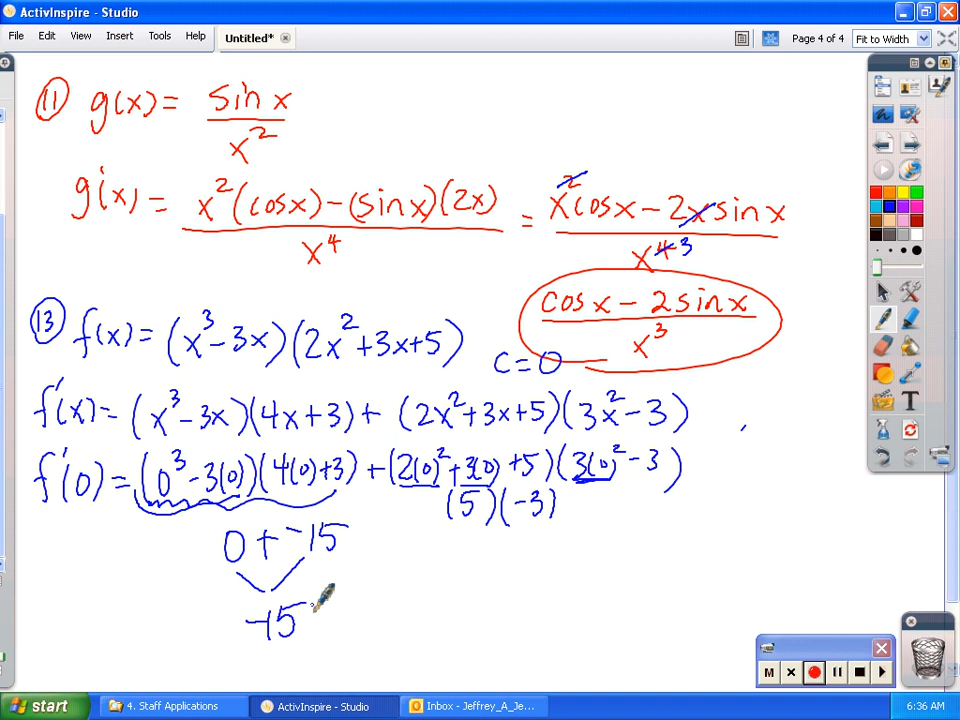 ActivInspire - Studio
File Edit View Insert Tools Help Untitled* Page 4 of 4 Fit to Width
11 g(x) = sin x / x²
g'(x) = x²(cos x) - (sin x)(2x) / x⁴ = x² cos x - 2x sin x / x⁴ 3
cos x - 2 sin x / x³
13 f(x) = (x³ - 3x)(2x² + 3x + 5) c = 0
f'(x) = (x³ - 3x)(4x + 3) + (2x² + 3x + 5)(3x² - 3)
f'(0) = (0³ - 3(0))(4(0) + 3) + (2(0)² + 3(0) + 5)(3(0)² - 3)
(5)(-3)
0 + -15
-15
M
start 4. Staff Applications ActivInspire - Studio Inbox - Jeffrey_A_Je... 6:36 AM